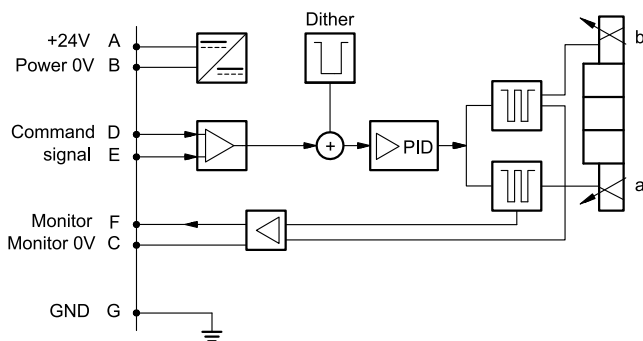 Dither
+24V A
Power 0V B
b
Command D
signal E
+
PID
a
Monitor F
Monitor 0V C
GND G